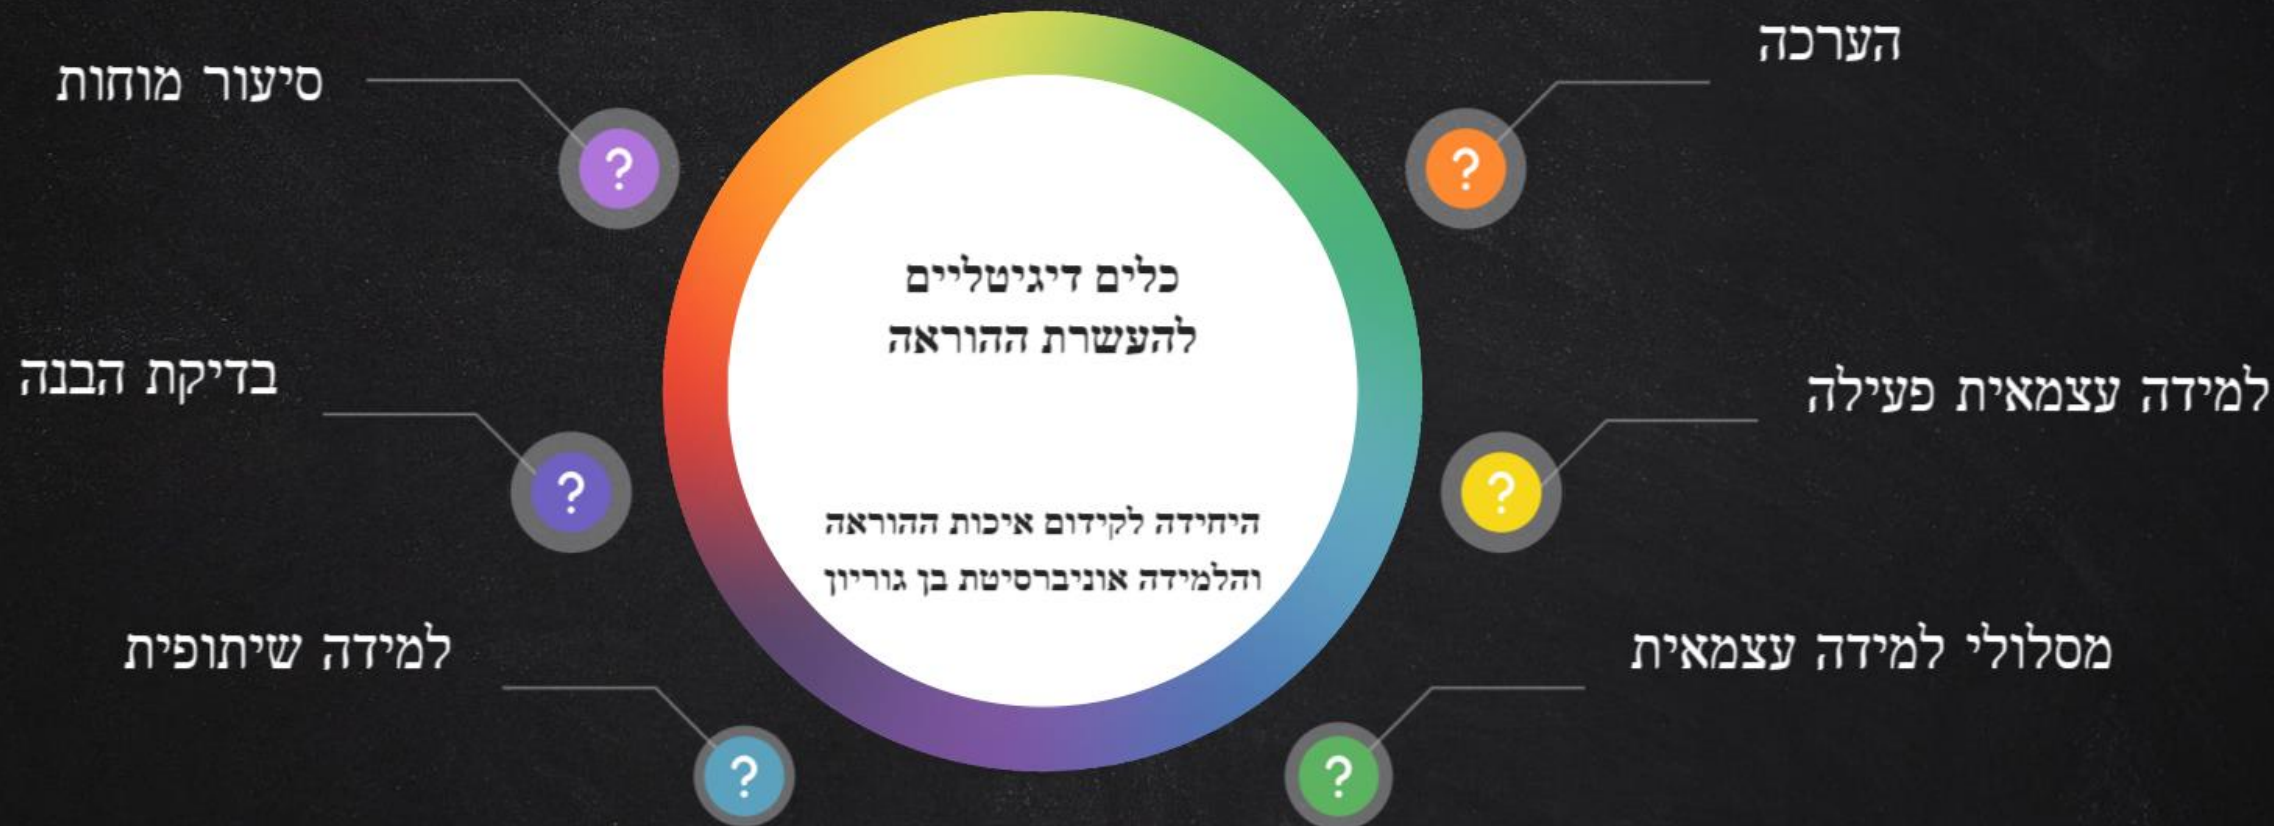 הערכה
סיעור מוחות
כלים דיגיטליים
להעשרת ההוראה
בדיקת הבנה
למידה עצמאית פעילה
?
?
?
?
היחידה לקידום איכות ההוראה
והלמידה אוניברסיטת בן גוריון
למידה שיתופית
מסלולי למידה עצמאית
?
?